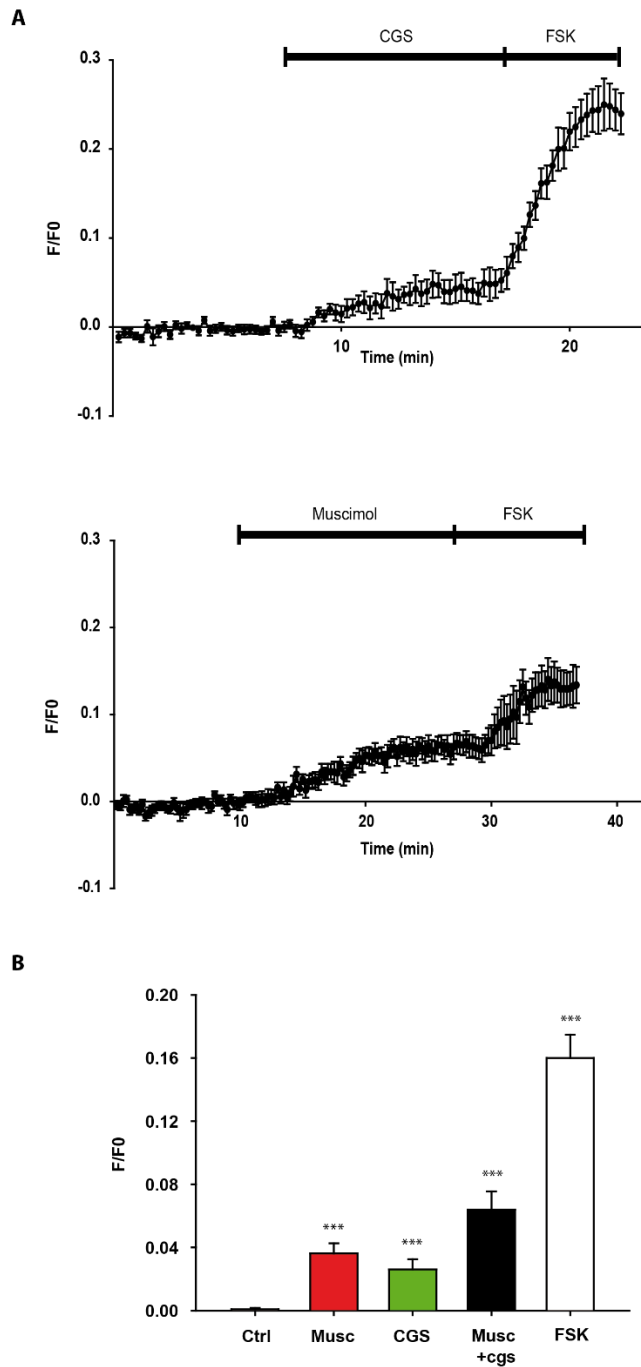 A
CGS FSK
0.3
0.2
0.1
0.0
-0.1
F/F0
10 20
Time (min)
Muscimol FSK
0.3
0.2
0.1
0.0
-0.1
F/F0
10 20 30 40
Time (min)
B
0.20
0.16
0.12
0.08
0.04
0.00
F/F0
***
***
***
***
Ctrl Musc CGS Musc +cgs FSK